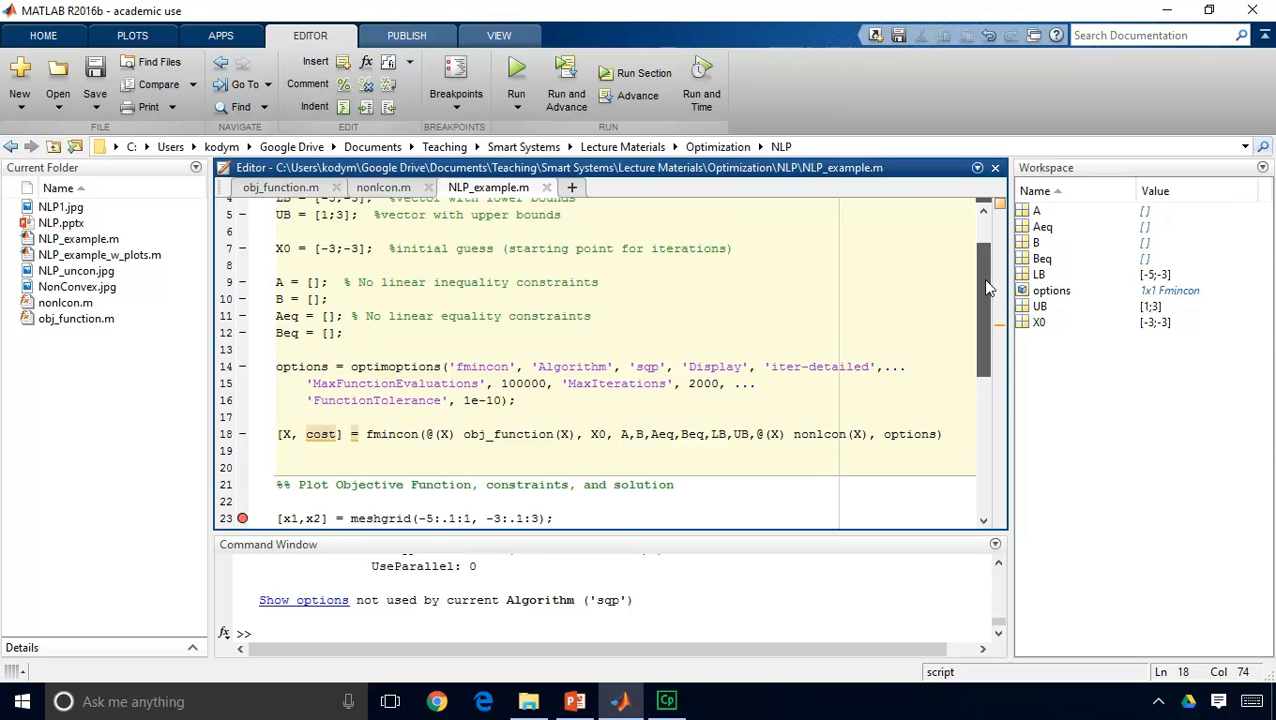 MATLAB R2016b - academic use
HOME PLOTS APPS EDITOR PUBLISH VIEW Search Documentation
New Open Save Find Files Compare Print
Go To Find
Insert fx Comment Indent
Breakpoints Run Run and Advance Run Section Advance Run and Time
FILE NAVIGATE EDIT BREAKPOINTS RUN
C: Users kodym Google Drive Documents Teaching Smart Systems Lecture Materials Optimization NLP
Current Folder
Name
NLP1.jpg
NLP.pptx
NLP_example.m
NLP_example_w_plots.m
NLP_uncon.jpg
NonConvex.jpg
nonlcon.m
obj_function.m
Details
Editor - C:\Users\kodym\Google Drive\Documents\Teaching\Smart Systems\Lecture Materials\Optimization\NLP\NLP_example.m
obj_function.m nonlcon.m NLP_example.m
4 LB = [-5;-3]; %vector with lower bounds
5 UB = [1;3]; %vector with upper bounds
6
7 X0 = [-3;-3]; %initial guess (starting point for iterations)
8
9 A = []; % No linear inequality constraints
10 B = [];
11 Aeq = []; % No linear equality constraints
12 Beq = [];
13
14 options = optimoptions('fmincon', 'Algorithm', 'sqp', 'Display', 'iter-detailed',...
15 'MaxFunctionEvaluations', 100000, 'MaxIterations', 2000, ...
16 'FunctionTolerance', 1e-10);
17
18 [X, cost] = fmincon(@(X) obj_function(X), X0, A,B,Aeq,Beq,LB,UB,@(X) nonlcon(X), options)
19
20
21 %% Plot Objective Function, constraints, and solution
22
23 [x1,x2] = meshgrid(-5:.1:1, -3:.1:3);
Command Window
UseParallel: 0
Show options not used by current Algorithm ('sqp')
fx >>
Workspace
Name Value
A []
Aeq []
B []
Beq []
LB [-5;-3]
options 1x1 Fmincon
UB [1;3]
X0 [-3;-3]
script Ln 18 Col 74
Ask me anything
Cp